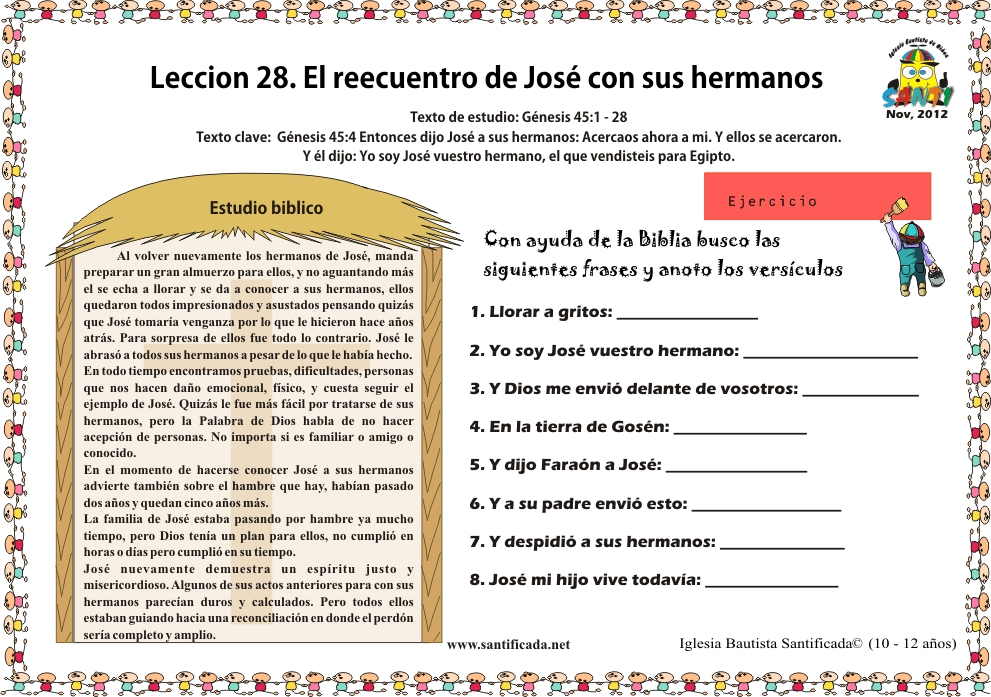 Iglesia Bautista de Niños
SANTI
Nov, 2012
Leccion 28. El reecuentro de José con sus hermanos
Texto de estudio: Génesis 45:1 - 28
Texto clave: Génesis 45:4 Entonces dijo José a sus hermanos: Acercaos ahora a mi. Y ellos se acercaron.
Y él dijo: Yo soy José vuestro hermano, el que vendisteis para Egipto.
Estudio biblico
Al volver nuevamente los hermanos de José, manda
preparar un gran almuerzo para ellos, y no aguantando más
el se echa a llorar y se da a conocer a sus hermanos, ellos
quedaron todos impresionados y asustados pensando quizás
que José tomaría venganza por lo que le hicieron hace años
atrás. Para sorpresa de ellos fue todo lo contrario. José le
abrasó a todos sus hermanos a pesar de lo que le había hecho.
En todo tiempo encontramos pruebas, dificultades, personas
que nos hacen daño emocional, físico, y cuesta seguir el
ejemplo de José. Quizás le fue más fácil por tratarse de sus
hermanos, pero la Palabra de Dios habla de no hacer
acepción de personas. No importa si es familiar o amigo o
conocido.
En el momento de hacerse conocer José a sus hermanos
advierte también sobre el hambre que hay, habían pasado
dos años y quedan cinco años más.
La familia de José estaba pasando por hambre ya mucho
tiempo, pero Dios tenía un plan para ellos, no cumplió en
horas o días pero cumplió en su tiempo.
José nuevamente demuestra un espíritu justo y
misericordioso. Algunos de sus actos anteriores para con sus
hermanos parecían duros y calculados. Pero todos ellos
estaban guiando hacia una reconciliación en donde el perdón
sería completo y amplio.
Ejercicio
Con ayuda de la Biblia busco las
siguientes frases y anoto los versículos
1. Llorar a gritos: _______________
2. Yo soy José vuestro hermano: _______________
3. Y Dios me envió delante de vosotros: _______________
4. En la tierra de Gosén: _______________
5. Y dijo Faraón a José: _______________
6. Y a su padre envió esto: _______________
7. Y despidió a sus hermanos: _______________
8. José mi hijo vive todavía: _______________
www.santificada.net
Iglesia Bautista Santificada© (10 - 12 años)